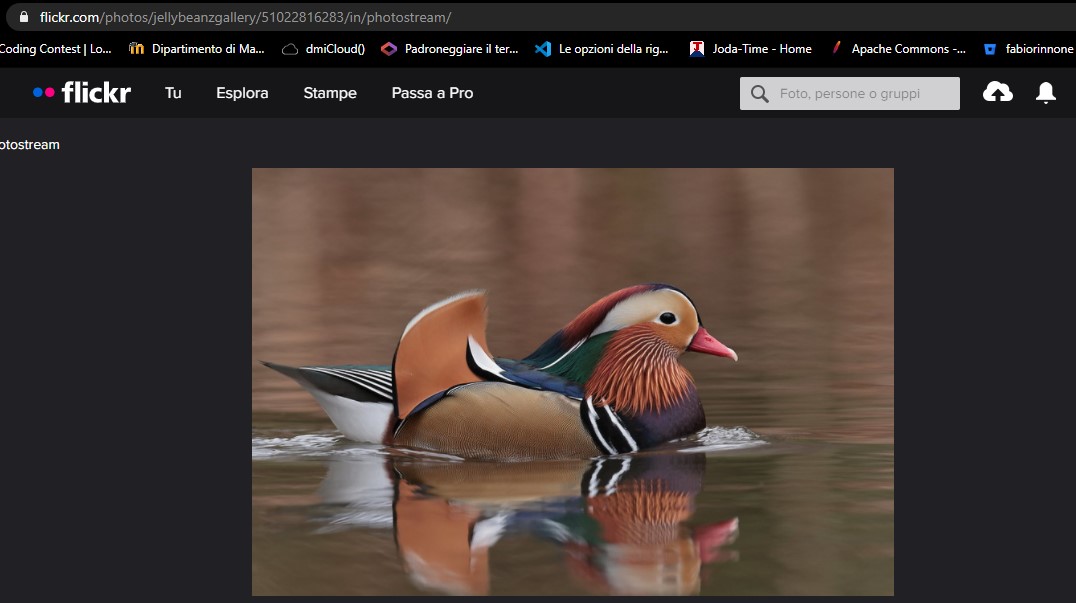 flickr.com/photos/jellybeanzgallery/51022816283/in/photostream/
Coding Contest | Lo... Dipartimento di Ma... dmiCloud() Padroneggiare il ter... Le opzioni della rig... Joda-Time - Home Apache Commons -... fabiorinnone
flickr Tu Esplora Stampe Passa a Pro Foto, persone o gruppi
otostream